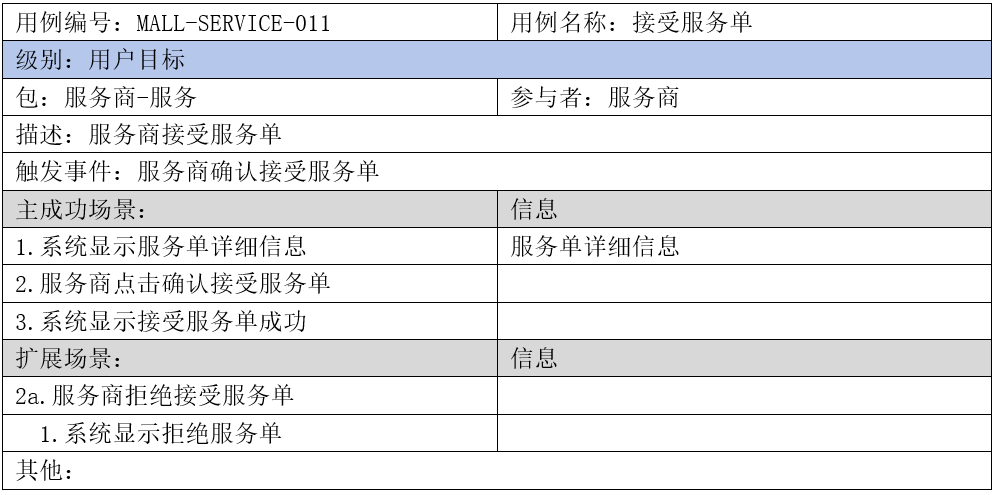 用例编号：MALL-SERVICE-011
用例名称：接受服务单
级别：用户目标
包：服务商-服务
参与者：服务商
描述：服务商接受服务单
触发事件：服务商确认接受服务单
主成功场景：
信息
1.系统显示服务单详细信息
服务单详细信息
2.服务商点击确认接受服务单
3.系统显示接受服务单成功
扩展场景：
信息
2a.服务商拒绝接受服务单
1.系统显示拒绝服务单
其他：